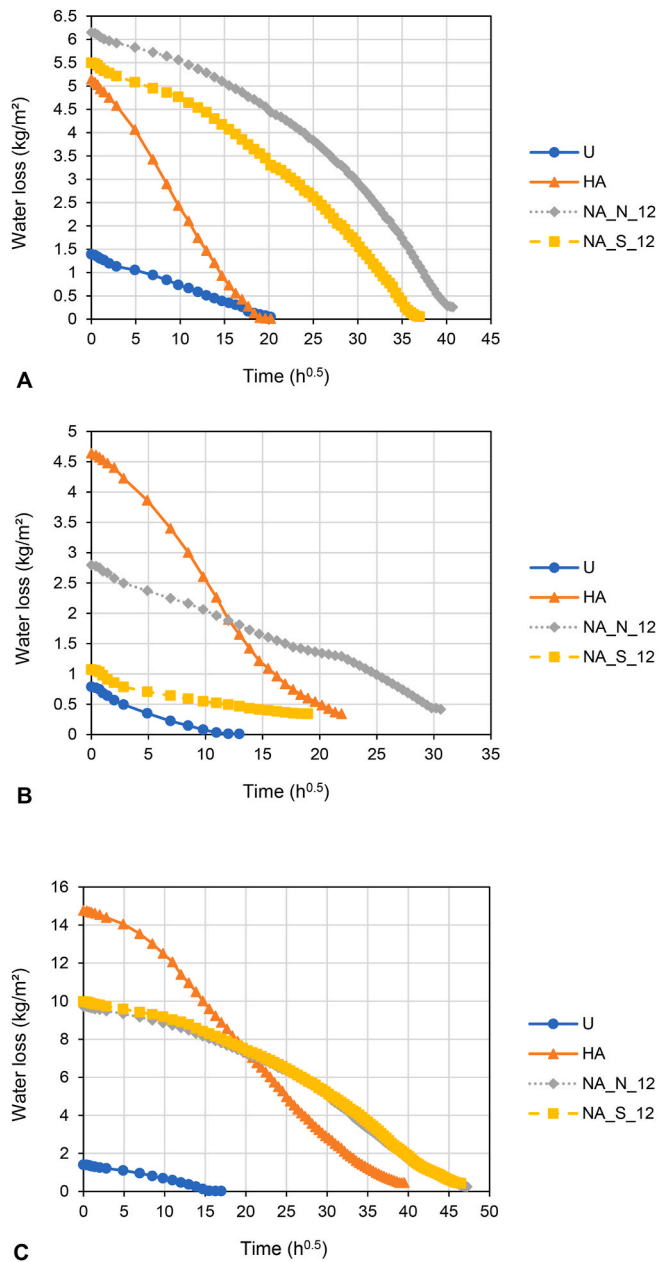 6.5
6
5.5
5
4.5
4
3.5
3
2.5
2
1.5
1
0.5
0
Water loss (kg/m²)
0 5 10 15 20 25 30 35 40 45
Time (h^0.5)
U
HA
NA_N_12
NA_S_12
A
5
4.5
4
3.5
3
2.5
2
1.5
1
0.5
0
Water loss (kg/m²)
0 5 10 15 20 25 30 35
Time (h^0.5)
U
HA
NA_N_12
NA_S_12
B
16
14
12
10
8
6
4
2
0
Water loss (kg/m²)
0 5 10 15 20 25 30 35 40 45 50
Time (h^0.5)
U
HA
NA_N_12
NA_S_12
C